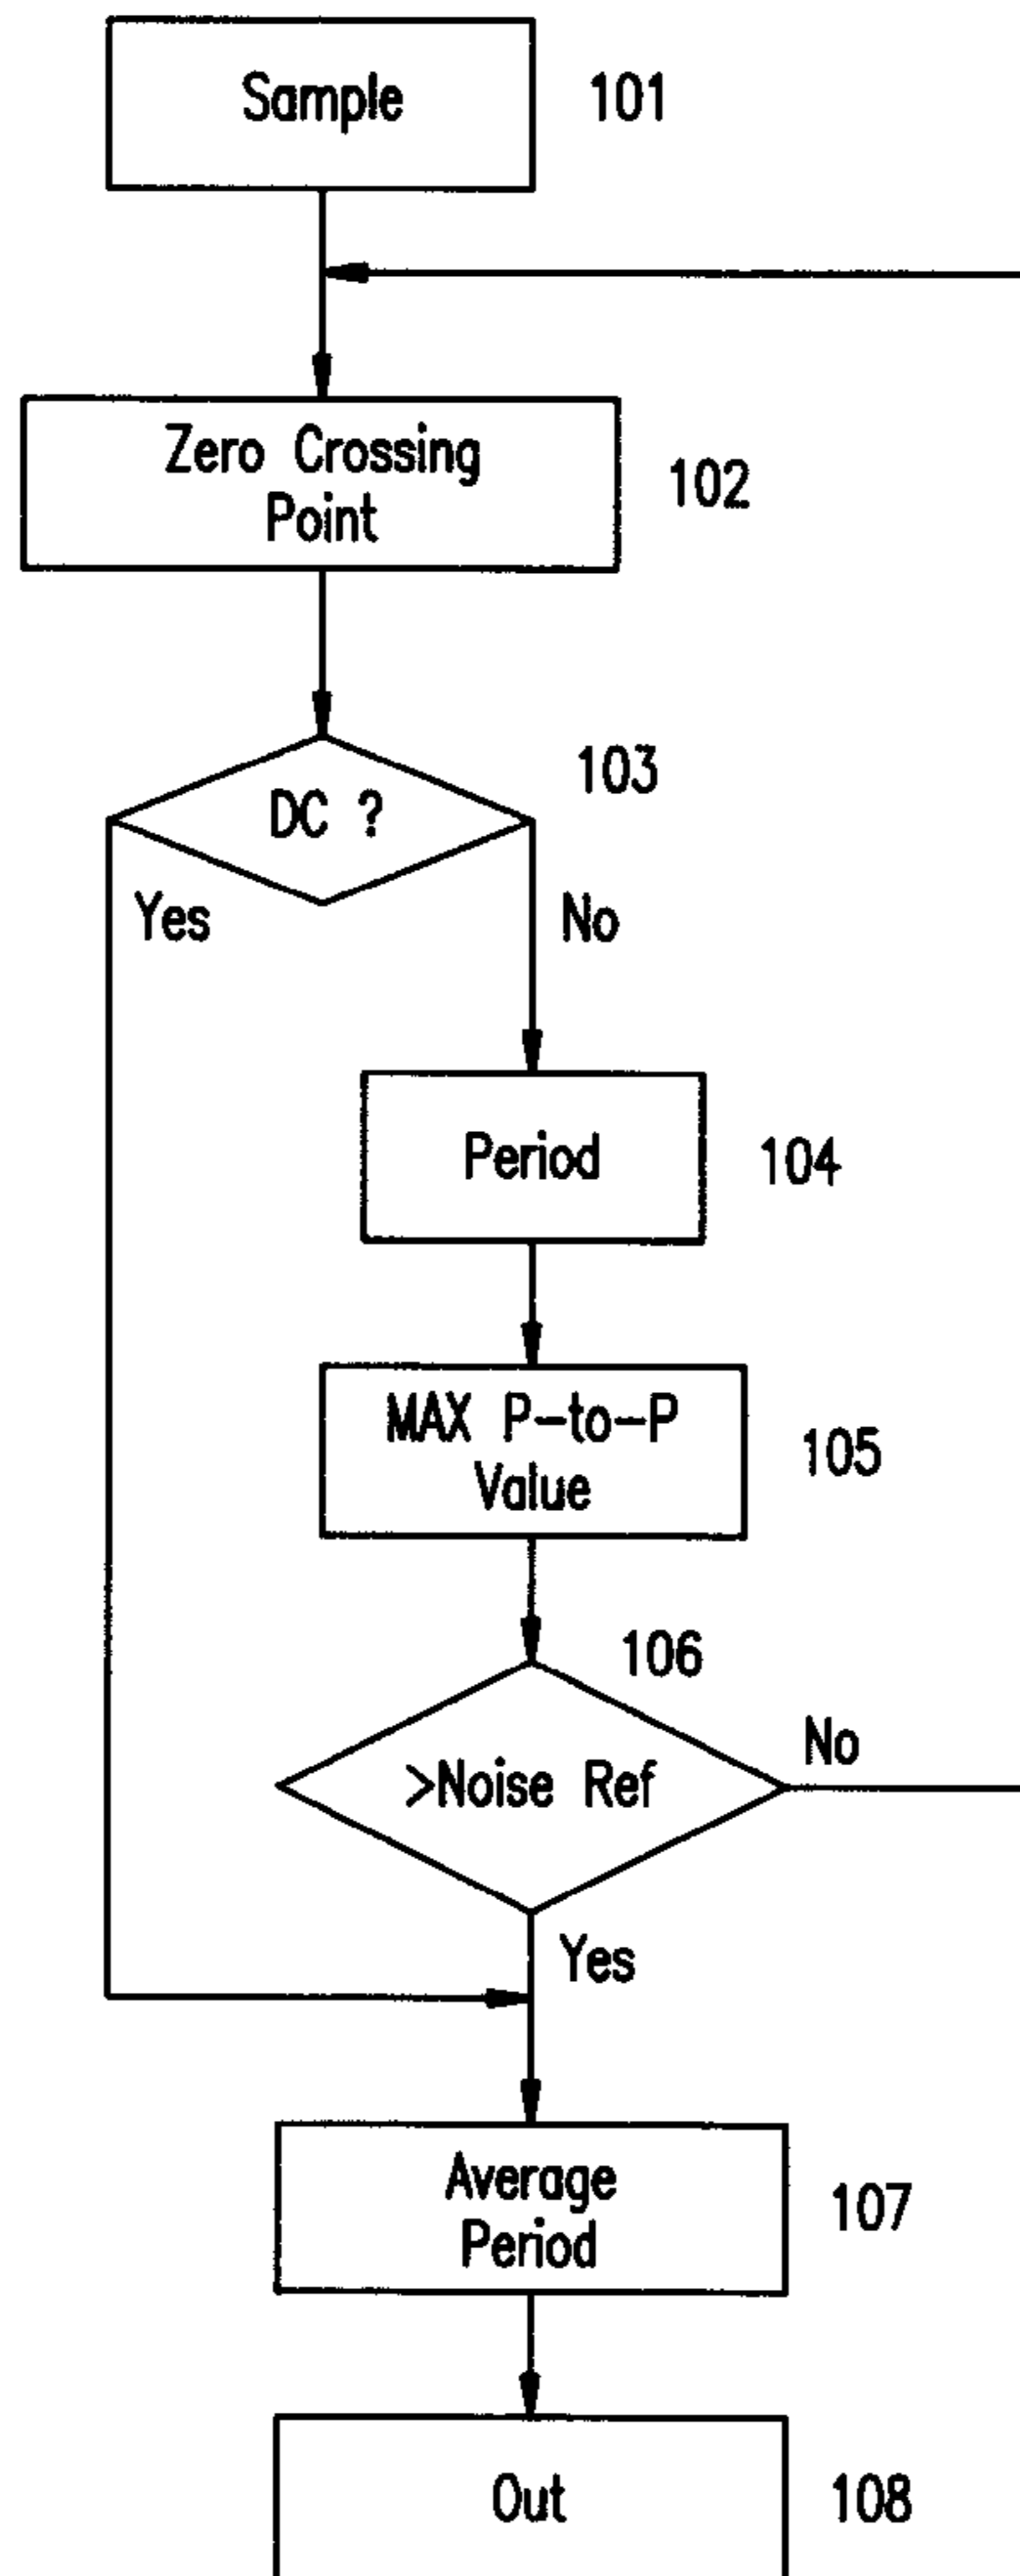 Sample
101
Zero Crossing
Point
102
103
DC ?
Yes
No
Period
104
MAX P-to-P
Value
105
106
>Noise Ref
No
Yes
Average
Period
107
Out
108